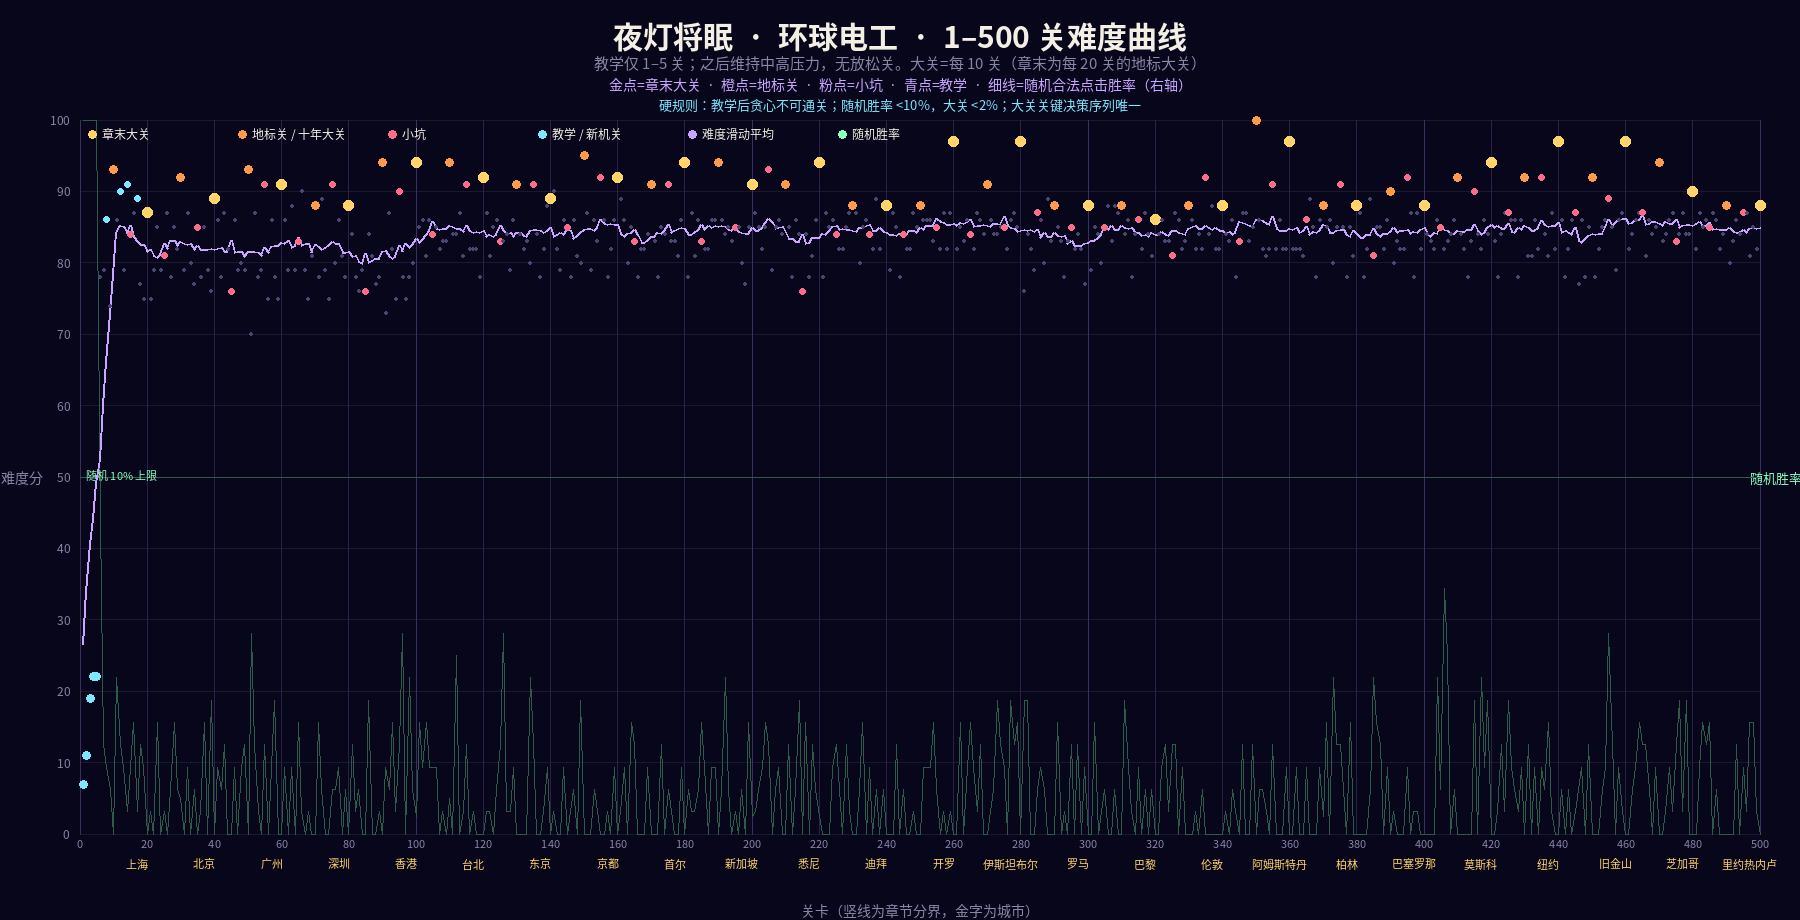 夜灯将眠 · 环球电工 · 1–500 关难度曲线
教学仅 1–5 关；之后维持中高压力，无放松关。大关=每 10 关（章末为每 20 关的地标大关）
金点=章末大关 · 橙点=地标关 · 粉点=小坑 · 青点=教学 · 细线=随机合法点击胜率（右轴）
硬规则：教学后贪心不可通关；随机胜率 <10%，大关 <2%；大关关键决策序列唯一
章末大关 地标关 / 十年大关 小坑 教学 / 新机关 难度滑动平均 随机胜率
100
90
80
70
60
难度分 50 随机 10% 上限 随机胜率
40
30
20
10
0
0 20 40 60 80 100 120 140 160 180 200 220 240 260 280 300 320 340 360 380 400 420 440 460 480 500
上海 北京 广州 深圳 香港 台北 东京 京都 首尔 新加坡 悉尼 迪拜 开罗 伊斯坦布尔 罗马 巴黎 伦敦 阿姆斯特丹 柏林 巴塞罗那 莫斯科 纽约 旧金山 芝加哥 里约热内卢
关卡（竖线为章节分界，金字为城市）